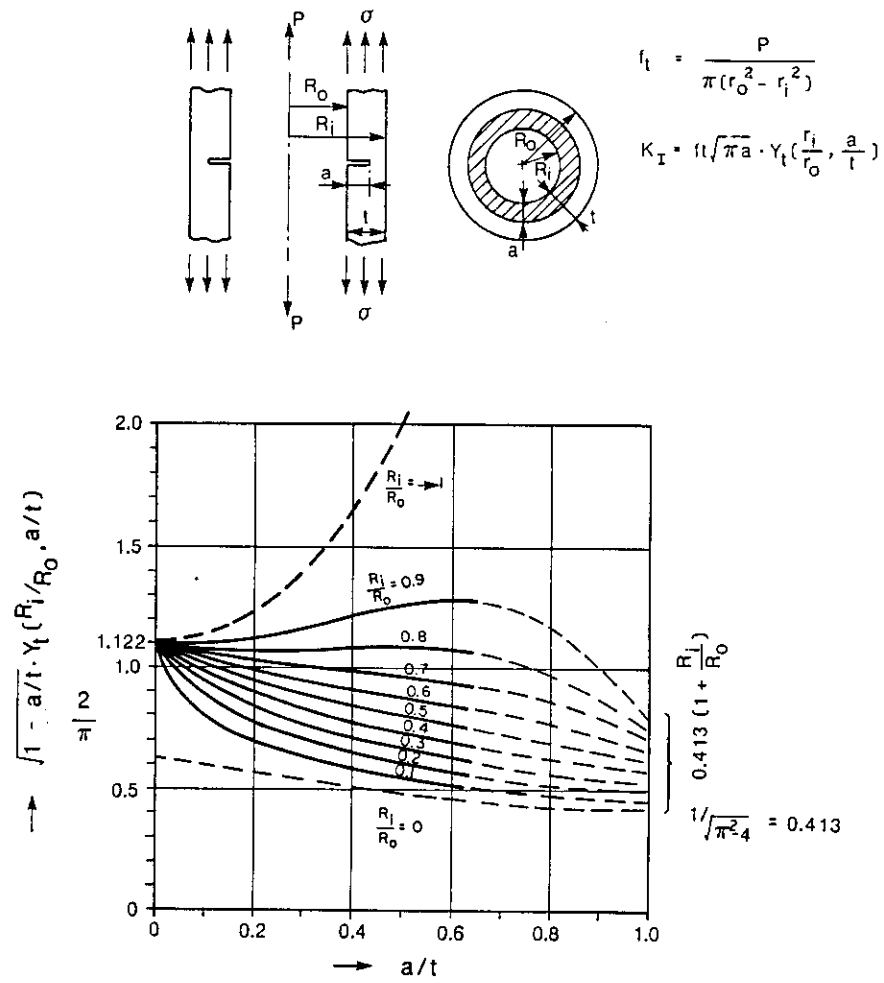 P
σ
R_o
R_i
a
t
P
σ
R_o
R_i
t
a
f_t = P / π(r_o² - r_i²)
K_I = ft√πa · Y_t(r_i/r_o, a/t)
2.0
1.5
1.122
1.0
2/π
0.5
0
→ √1 - a/t · Y_t (R_i/R_o, a/t)
R_i/R_o = →1
R_i/R_o = 0.9
0.8
0.7
0.6
0.5
0.4
0.3
0.2
0.1
R_i/R_o = 0
0.413 (1 + R_i/R_o)
1/√π²-4 = 0.413
0
0.2
0.4
0.6
0.8
1.0
→ a/t